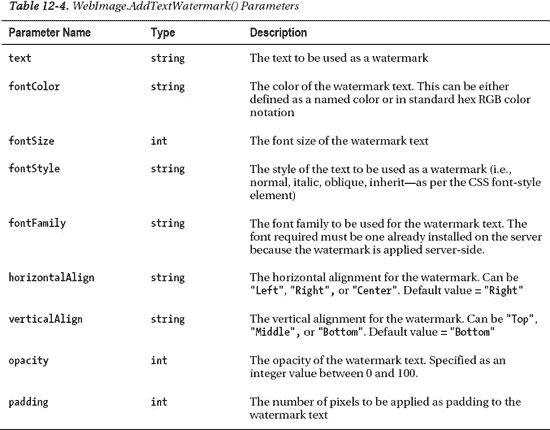 Table 12-4. WebImage.AddTextWatermark() Parameters
Parameter Name Type Description
text string The text to be used as a watermark
fontColor string The color of the watermark text. This can be either
defined as a named color or in standard hex RGB color
notation
fontSize int The font size of the watermark text
fontStyle string The style of the text to be used as a watermark (i.e.,
normal, italic, oblique, inherit—as per the CSS font-style
element)
fontFamily string The font family to be used for the watermark text. The
font required must be one already installed on the server
because the watermark is applied server-side.
horizontalAlign string The horizontal alignment for the watermark. Can be
"Left", "Right", or "Center". Default value = "Right"
verticalAlign string The vertical alignment for the watermark. Can be "Top",
"Middle", or "Bottom". Default value = "Bottom"
opacity int The opacity of the watermark text. Specified as an
integer value between 0 and 100.
padding int The number of pixels to be applied as padding to the
watermark text